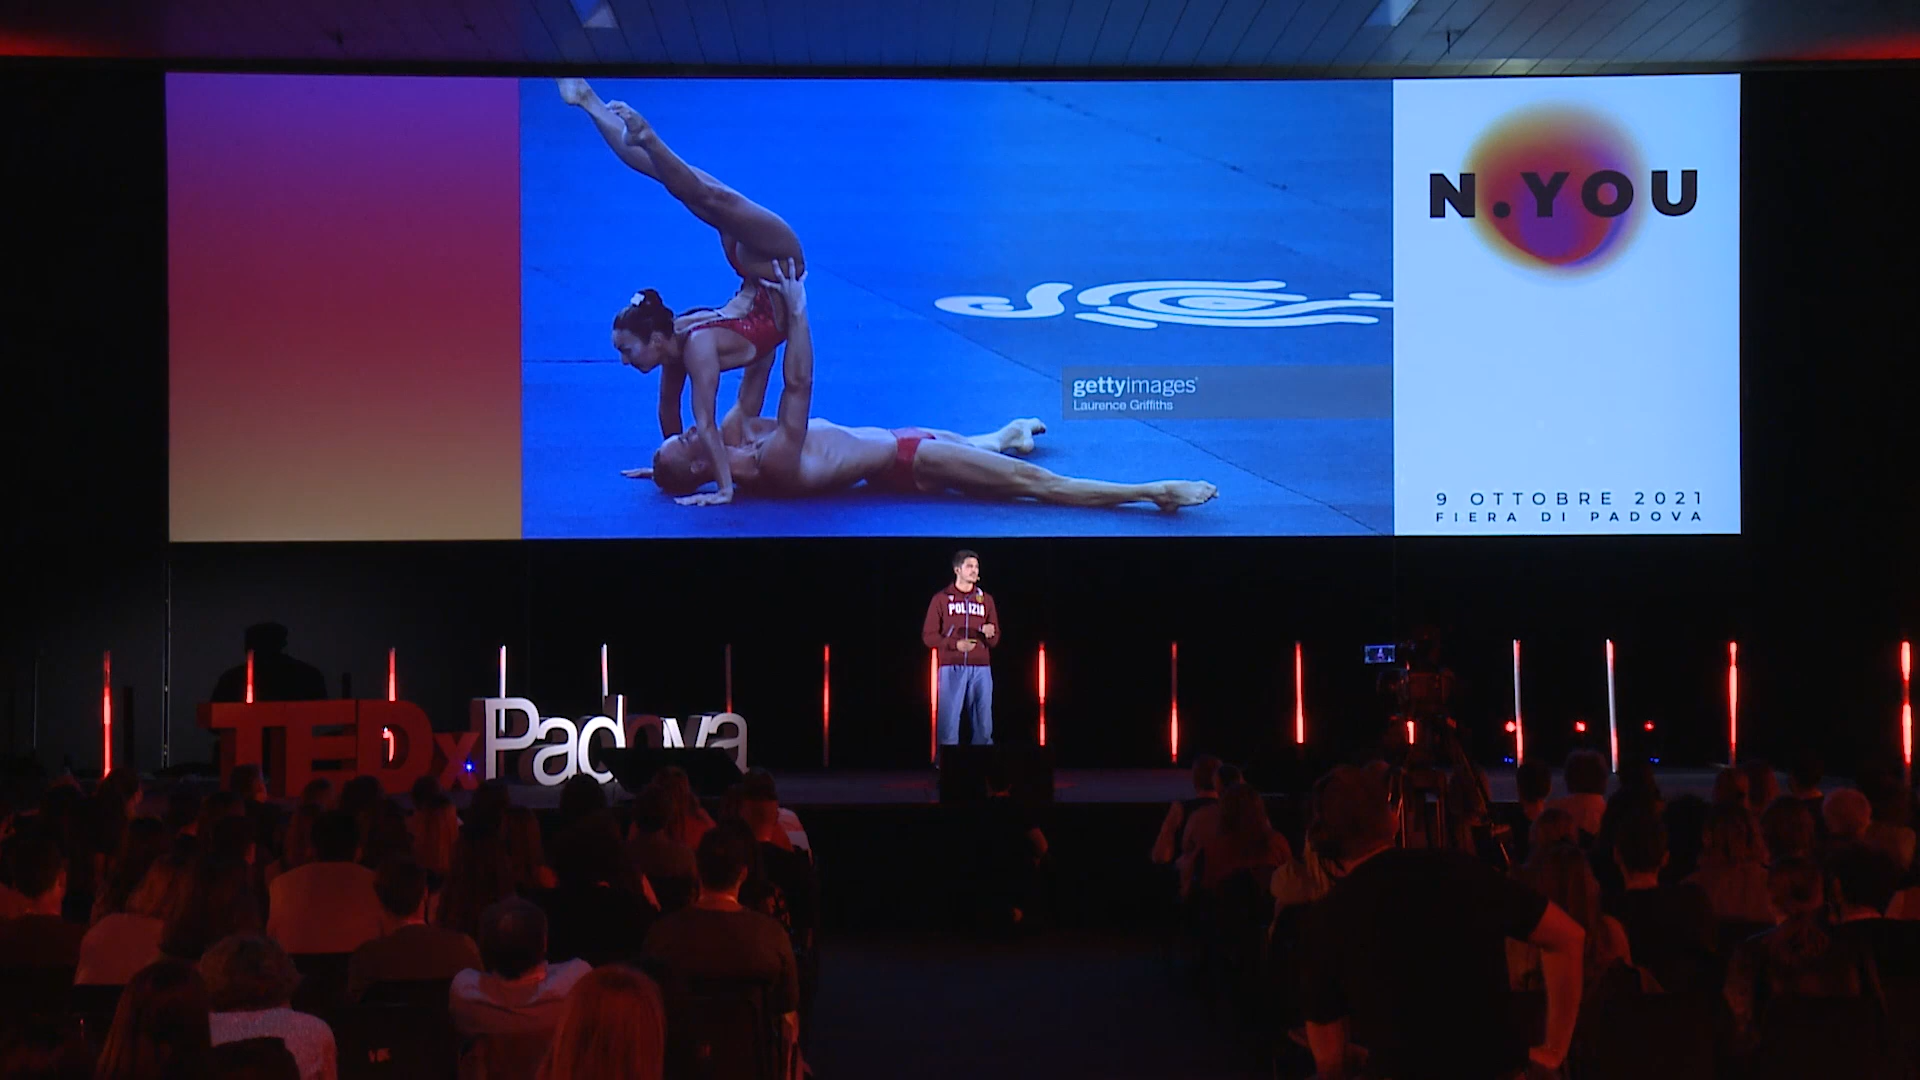 N.YOU
gettyimages®
Laurence Griffiths
9 OTTOBRE 2021
FIERA DI PADOVA
POLIZIA
TEDxPadova